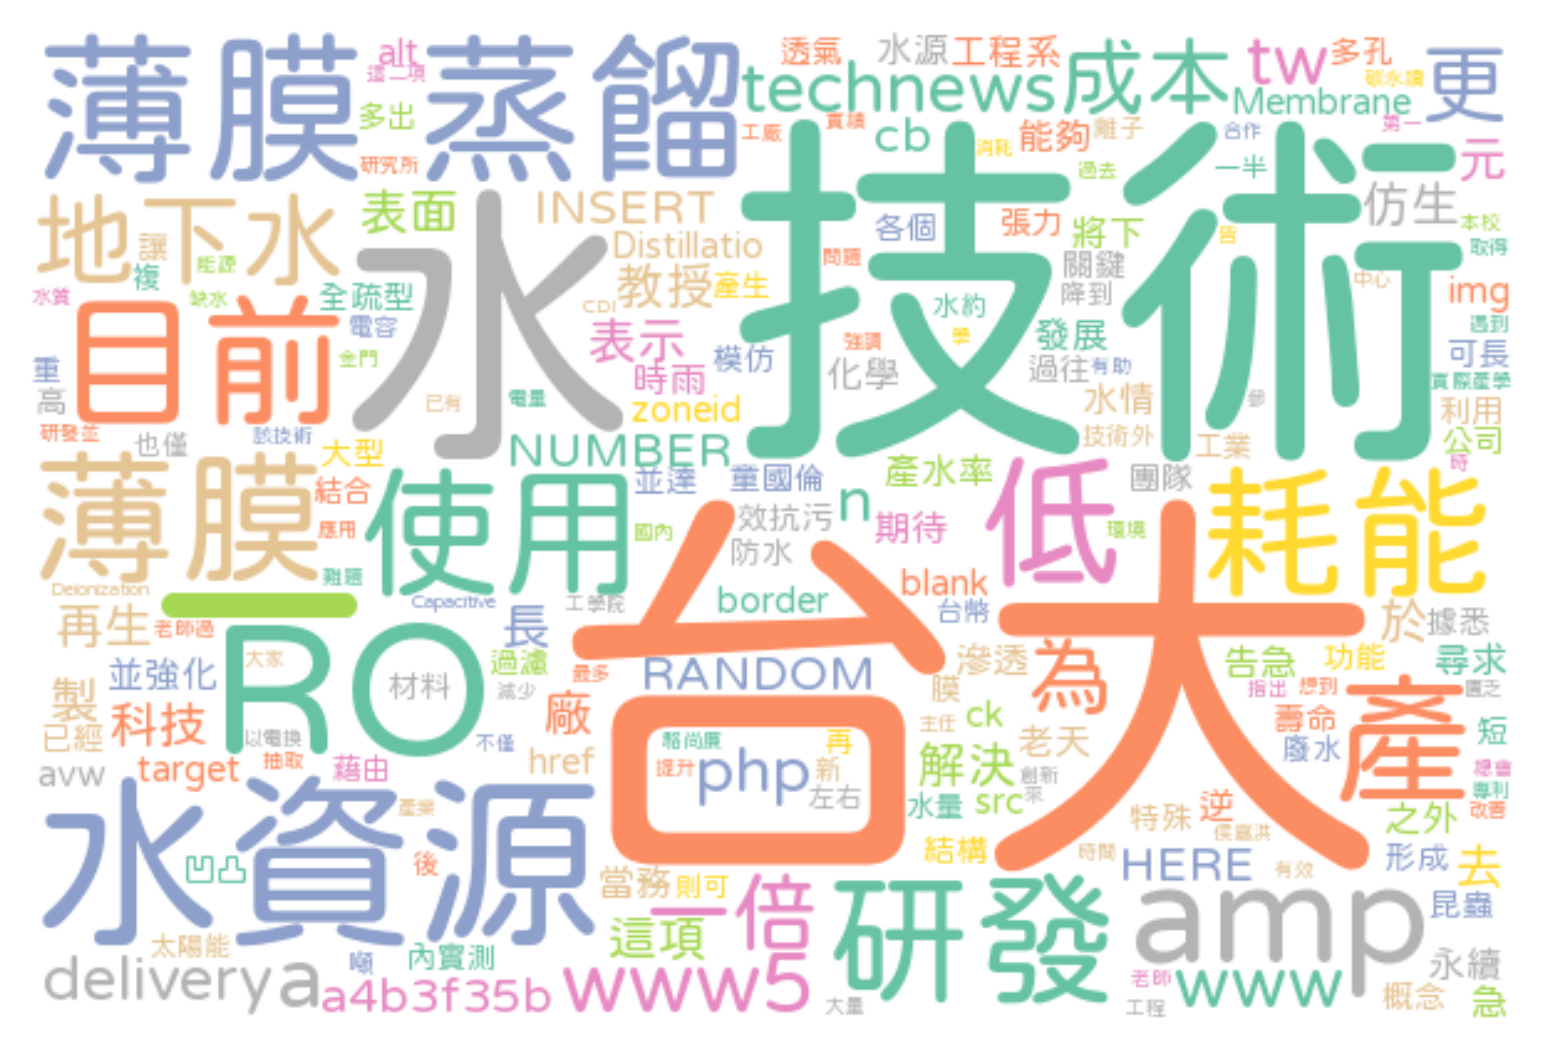 薄膜蒸餾
alt
這一項
多出
研究所
透氣
水源
工程系
technews
成本
tw
多孔
碳永續
Membrane
更
工廠
實績
cb
消耗
能夠
離子
過去
合作
一半
第一
元
仿生
本校
取得
技術
地下水
讓
複
能源
缺水
水質
表面
水
INSERT
Distillatio
教授
產生
CDI
各個
問題
張力
將下
皆
關鍵
降到
中心
img
遇到
目前
全疏型
電容
金門
重
高
研發並
也僅
該技術
已有
電量
表示
時雨
模仿
zoneid
水約
學
強調
化學
發展
過往
有助
水情
技術外
參
工業
可長
實際產學
利用
公司
時
大型
NUMBER
薄膜
結合
應用
難題
使用
並達
童國倫
國內
效抗污
防水
n
產水率
期待
團隊
低
環境
耗能
Deionization
一
Capacitive
工學院
border
blank
台幣
台大
再生
老師過
長
於
據悉
RO
大家
材料
過濾
減少
最多
RANDOM
滲透
膜
為
告急
功能
尋求
指出
想到
匱乏
產
並強化
製
已經
科技
以電換
不僅
廠
駱尚廉
提升
php
再
新
左右
主任
ck
老天
解決
創新
來
壽命
廢水
短
總會
專利
改善
avw
target
抽取
藉由
href
水量
src
特殊
逆
侯嘉洪
之外
水資源
凹凸
產業
後
結構
時間
HERE
有效
形成
去
當務
則可
一倍
研發
amp
昆蟲
太陽能
噸
內實測
這項
永續
delivery
a
a4b3f35b
www5
大量
老師
工程
www
概念
急